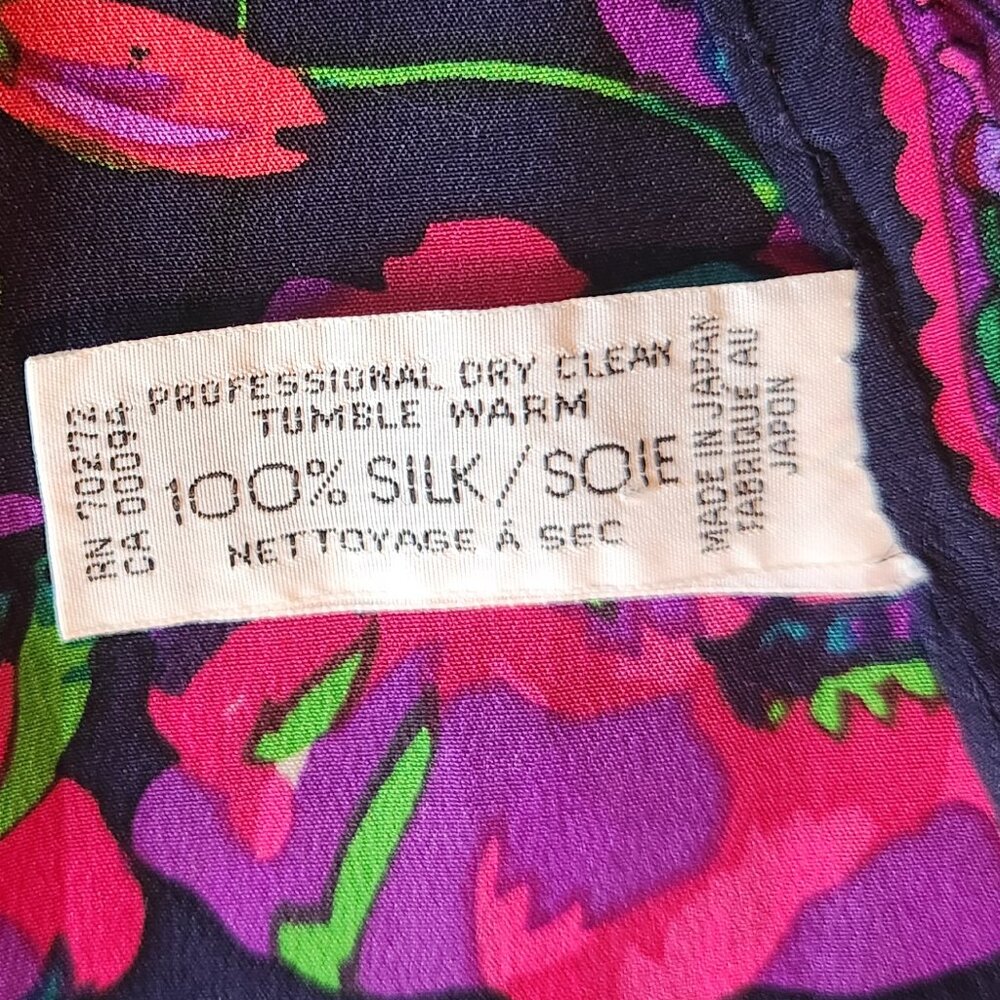 RN 70272
CA 00094
PROFESSIONAL DRY CLEAN
TUMBLE WARM
100% SILK / SOIE
NETTOYAGE À SEC
MADE IN JAPAN
FABRIQUE AU
JAPON